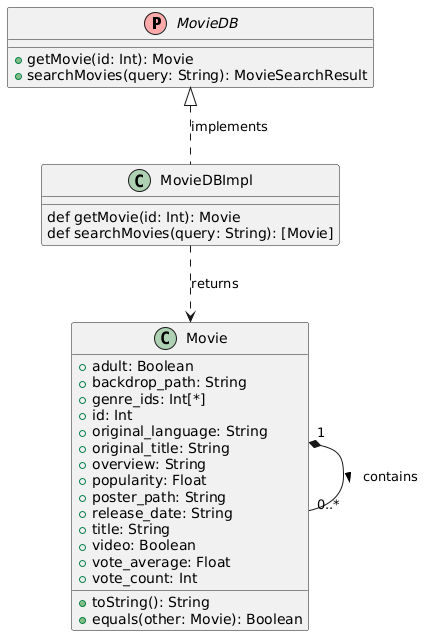 P MovieDB
getMovie(id: Int): Movie
searchMovies(query: String): MovieSearchResult
implements
C MovieDBImpl
def getMovie(id: Int): Movie
def searchMovies(query: String): [Movie]
returns
C Movie
adult: Boolean
backdrop_path: String
genre_ids: Int[*]
id: Int
original_language: String
original_title: String
overview: String
popularity: Float
poster_path: String
release_date: String
title: String
video: Boolean
vote_average: Float
vote_count: Int
toString(): String
equals(other: Movie): Boolean
1
contains
0..*